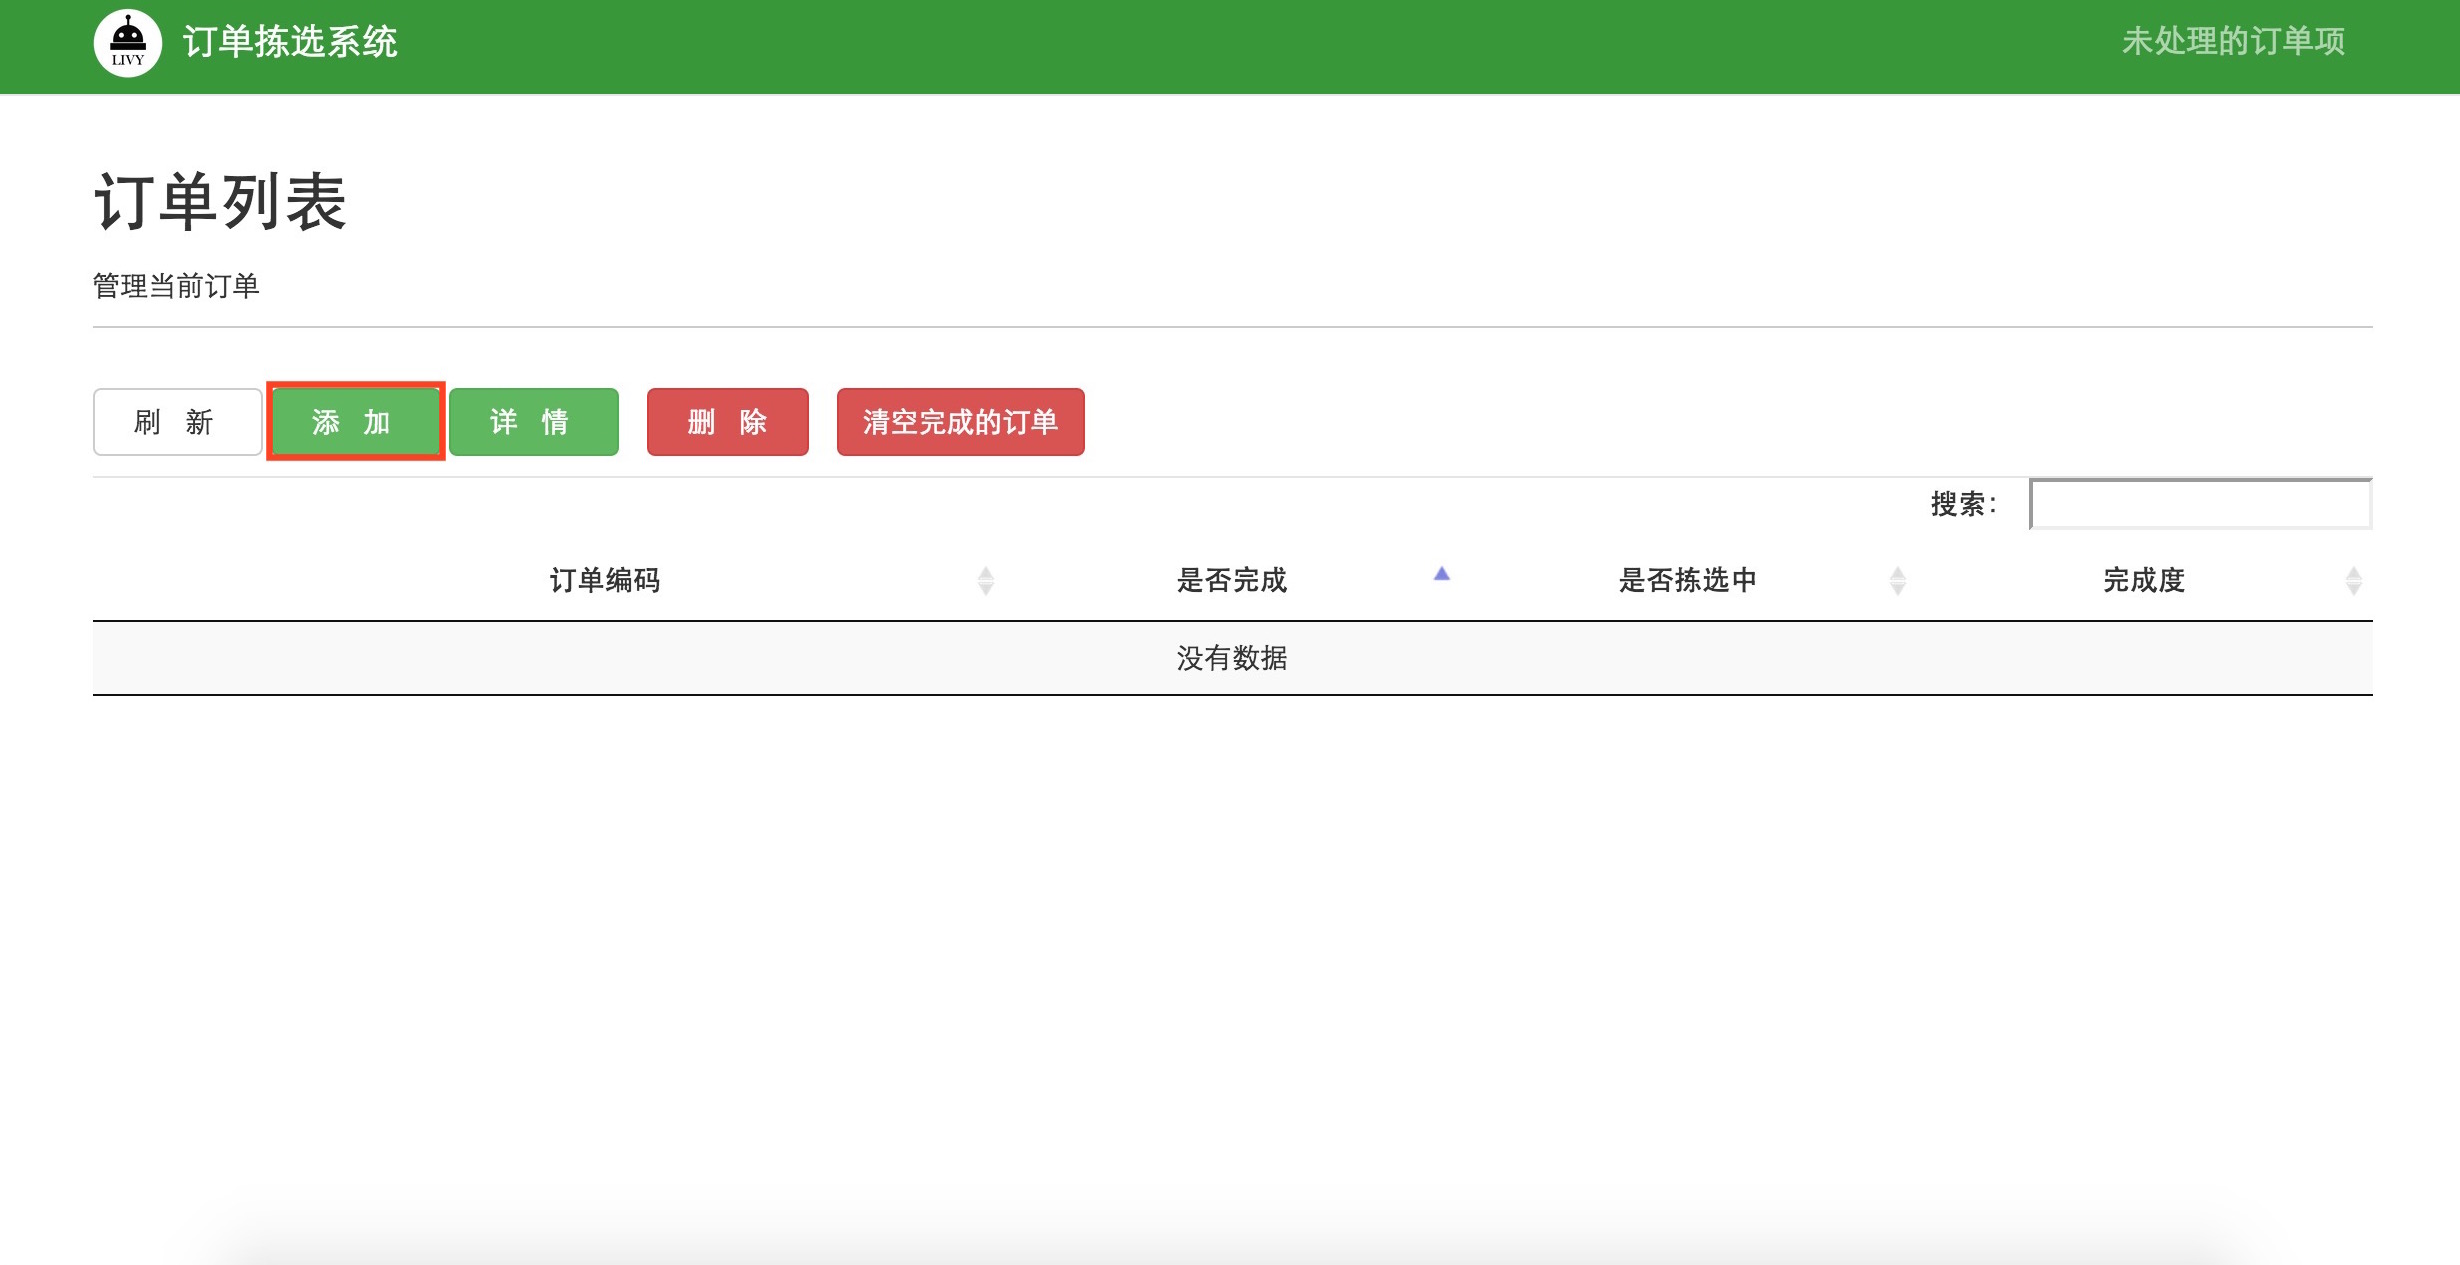 LIVY 订单拣选系统 未处理的订单项
订单列表
管理当前订单
刷 新 添 加 详 情 删 除 清空完成的订单
搜索:
订单编码 是否完成 是否拣选中 完成度
没有数据